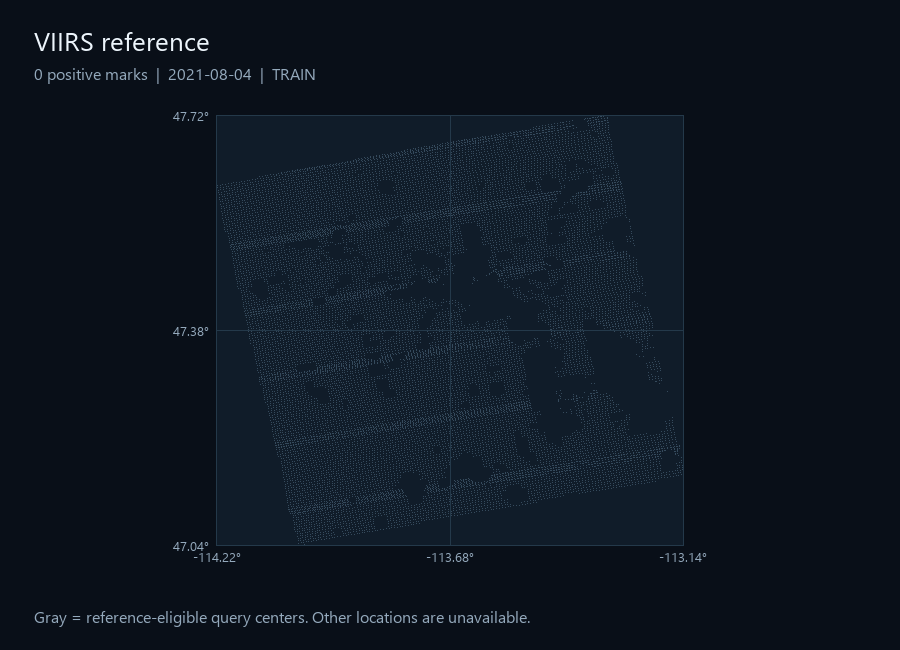 VIIRS reference
0 positive marks | 2021-08-04 | TRAIN
47.72°
47.38°
47.04°
-114.22°
-113.68°
-113.14°
Gray = reference-eligible query centers. Other locations are unavailable.